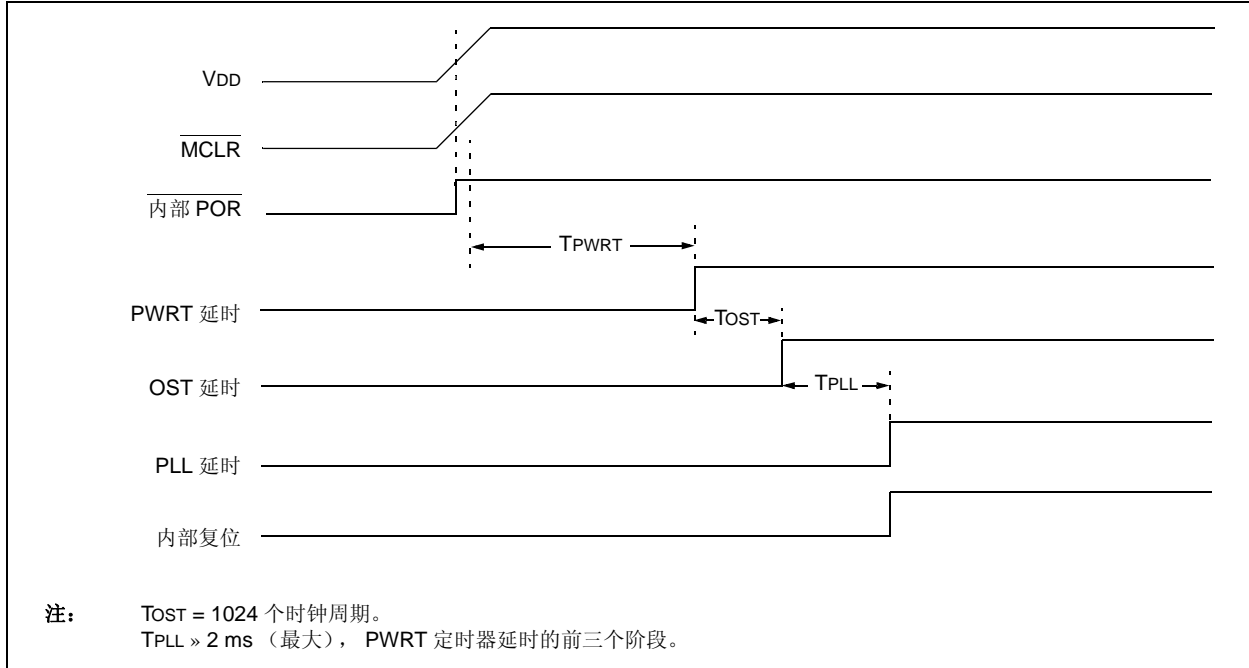 VDD
MCLR
内部 POR
TPWRT
PWRT 延时
TOST
OST 延时
TPLL
PLL 延时
内部复位
注： TOST = 1024 个时钟周期。
TPLL » 2 ms （最大）， PWRT 定时器延时的前三个阶段。